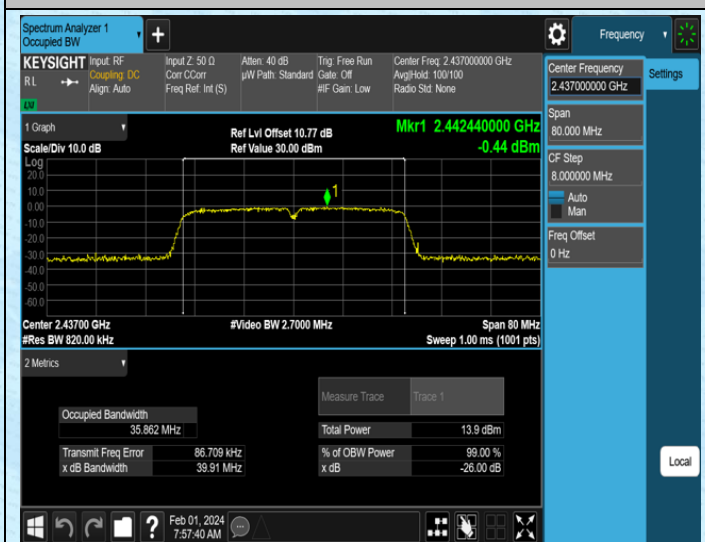 Spectrum Analyzer 1
Occupied BW
Frequency
KEYSIGHT
R L
LW
Input: RF
Coupling: DC
Align: Auto
Input Z: 50 Ω
Corr CCorr
Freq Ref: Int (S)
Atten: 40 dB
µW Path: Standard
Trig: Free Run
Gate: Off
#IF Gain: Low
Center Freq: 2.437000000 GHz
Avg|Hold: 100/100
Radio Std: None
Center Frequency
2.437000000 GHz
Settings
Span
80.000 MHz
CF Step
8.000000 MHz
Auto
Man
Freq Offset
0 Hz
1 Graph
Scale/Div 10.0 dB
Ref Lvl Offset 10.77 dB
Ref Value 30.00 dBm
Mkr1 2.442440000 GHz
-0.44 dBm
Log
20.0
10.0
0.00
-10.0
-20.0
-30.0
-40.0
-50.0
-60.0
1
Center 2.43700 GHz
#Res BW 820.00 kHz
#Video BW 2.7000 MHz
Span 80 MHz
Sweep 1.00 ms (1001 pts)
2 Metrics
Measure Trace
Trace 1
Occupied Bandwidth
35.862 MHz
Total Power
13.9 dBm
Transmit Freq Error
86.709 kHz
% of OBW Power
99.00 %
x dB Bandwidth
39.91 MHz
x dB
-26.00 dB
Local
?
Feb 01, 2024
7:57:40 AM